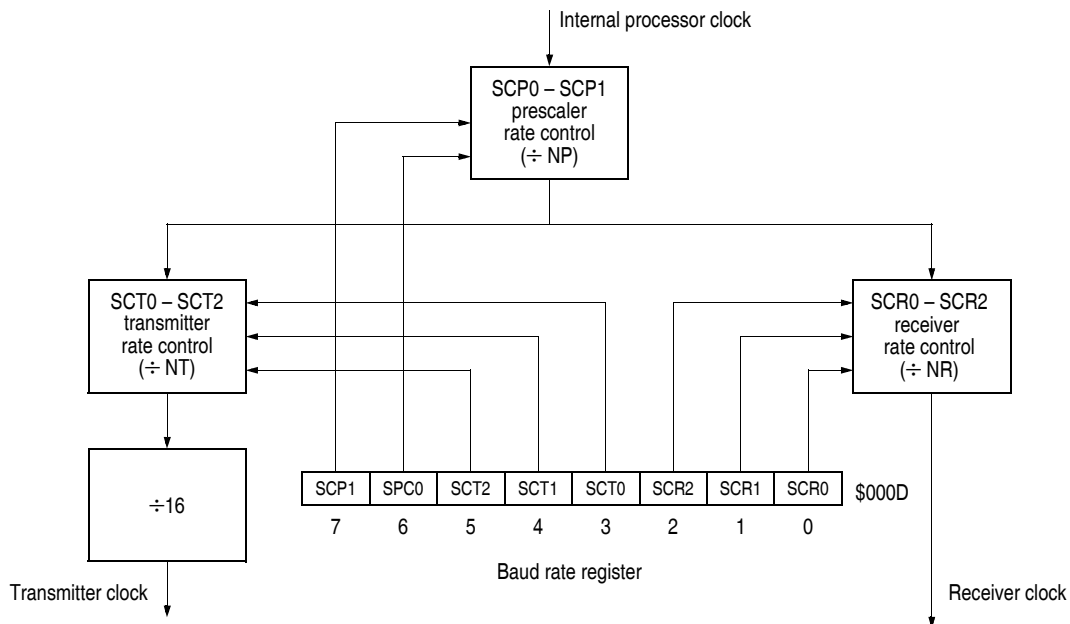 Internal processor clock
SCP0 – SCP1
prescaler
rate control
(÷ NP)
SCT0 – SCT2
transmitter
rate control
(÷ NT)
SCR0 – SCR2
receiver
rate control
(÷ NR)
÷16
SCP1 SPC0 SCT2 SCT1 SCT0 SCR2 SCR1 SCR0 $000D
7 6 5 4 3 2 1 0
Baud rate register
Transmitter clock
Receiver clock